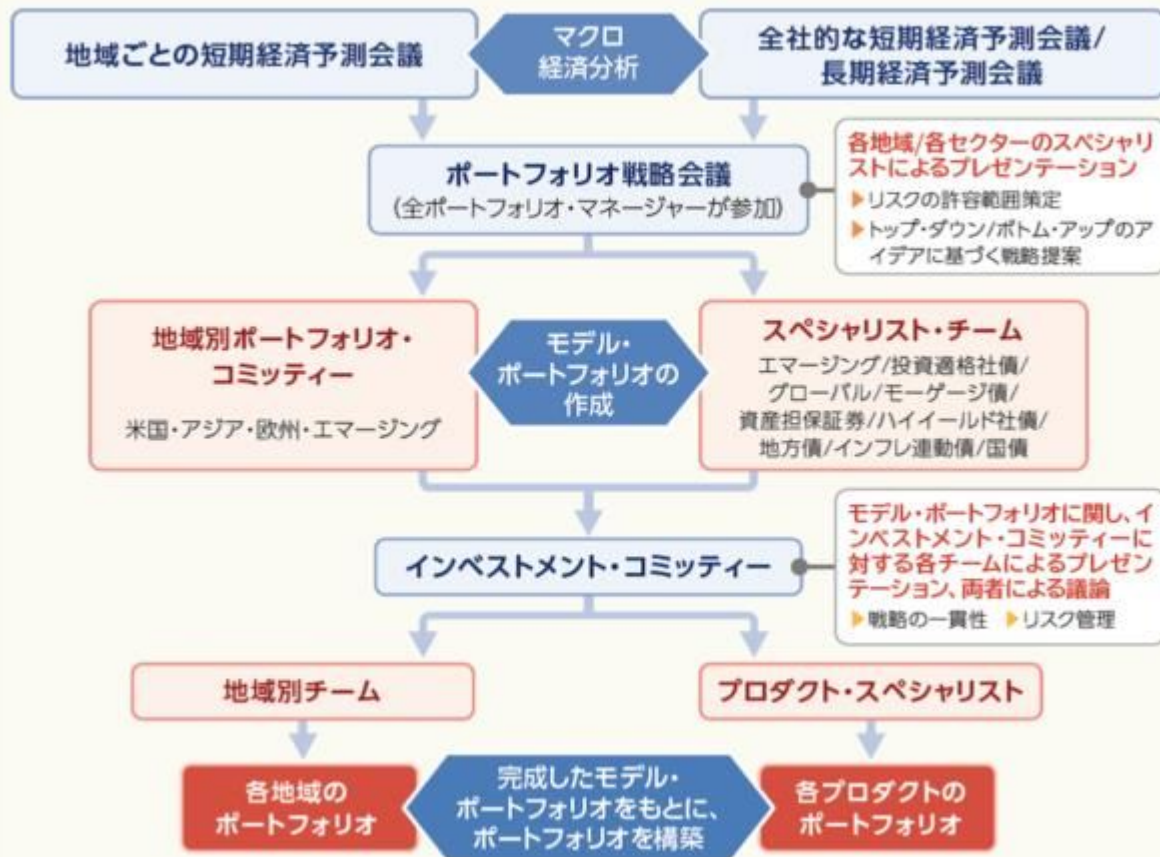 地域ごとの短期経済予測会議
マクロ
経済分析
全社的な短期経済予測会議/
長期経済予測会議
ポートフォリオ戦略会議
(全ポートフォリオ・マネージャーが参加)
各地域/各セクターのスペシャリ
ストによるプレゼンテーション
▶リスクの許容範囲策定
▶トップ・ダウン/ボトム・アップのア
イデアに基づく戦略提案
地域別ポートフォリオ・
コミッティー
米国・アジア・欧州・エマージング
モデル・
ポートフォリオの
作成
スペシャリスト・チーム
エマージング/投資適格社債/
グローバル/モーゲージ債/
資産担保証券/ハイイールド社債/
地方債/インフレ連動債/国債
インベストメント・コミッティー
モデル・ポートフォリオに関し、イ
ンベストメント・コミッティーに
対する各チームによるプレゼン
テーション、両者による議論
▶戦略の一貫性 ▶リスク管理
地域別チーム
プロダクト・スペシャリスト
各地域の
ポートフォリオ
完成したモデル・
ポートフォリオをもとに、
ポートフォリオを構築
各プロダクトの
ポートフォリオ